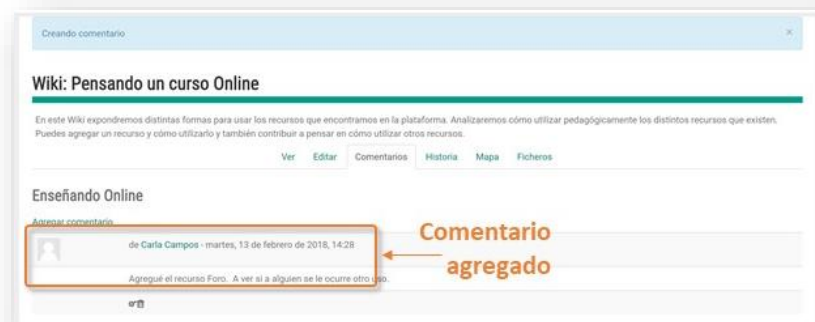 Creando comentario ×
Wiki: Pensando un curso Online
En este Wiki expondremos distintas formas para usar los recursos que encontramos en la plataforma. Analizaremos cómo utilizar pedagógicamente los distintos recursos que existen.
Puedes agregar un recurso y cómo utilizarlo y también contribuir a pensar en cómo utilizar otros recursos.
Ver Editar Comentarios Historia Mapa Ficheros
Enseñando Online
Agregar comentario
de Carla Campos - martes, 13 de febrero de 2018, 14:28
Agregué el recurso Foro. A ver si a alguien se le ocurre otro uso.
Comentario
agregado